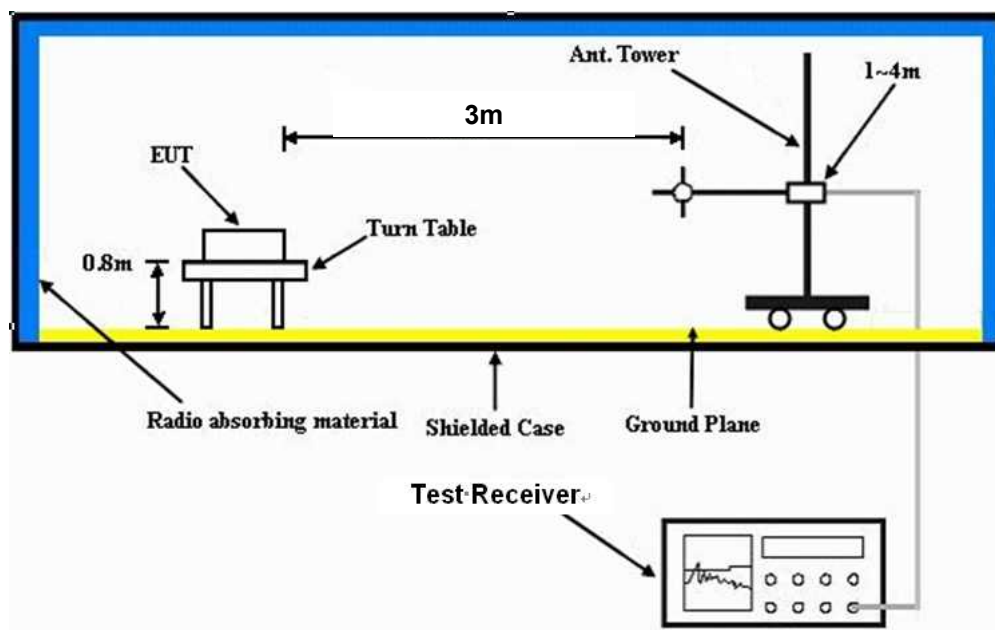 Ant. Tower
1~4m
3m
EUT
Turn Table
0.8m
Radio absorbing material
Shielded Case
Ground Plane
Test Receiver